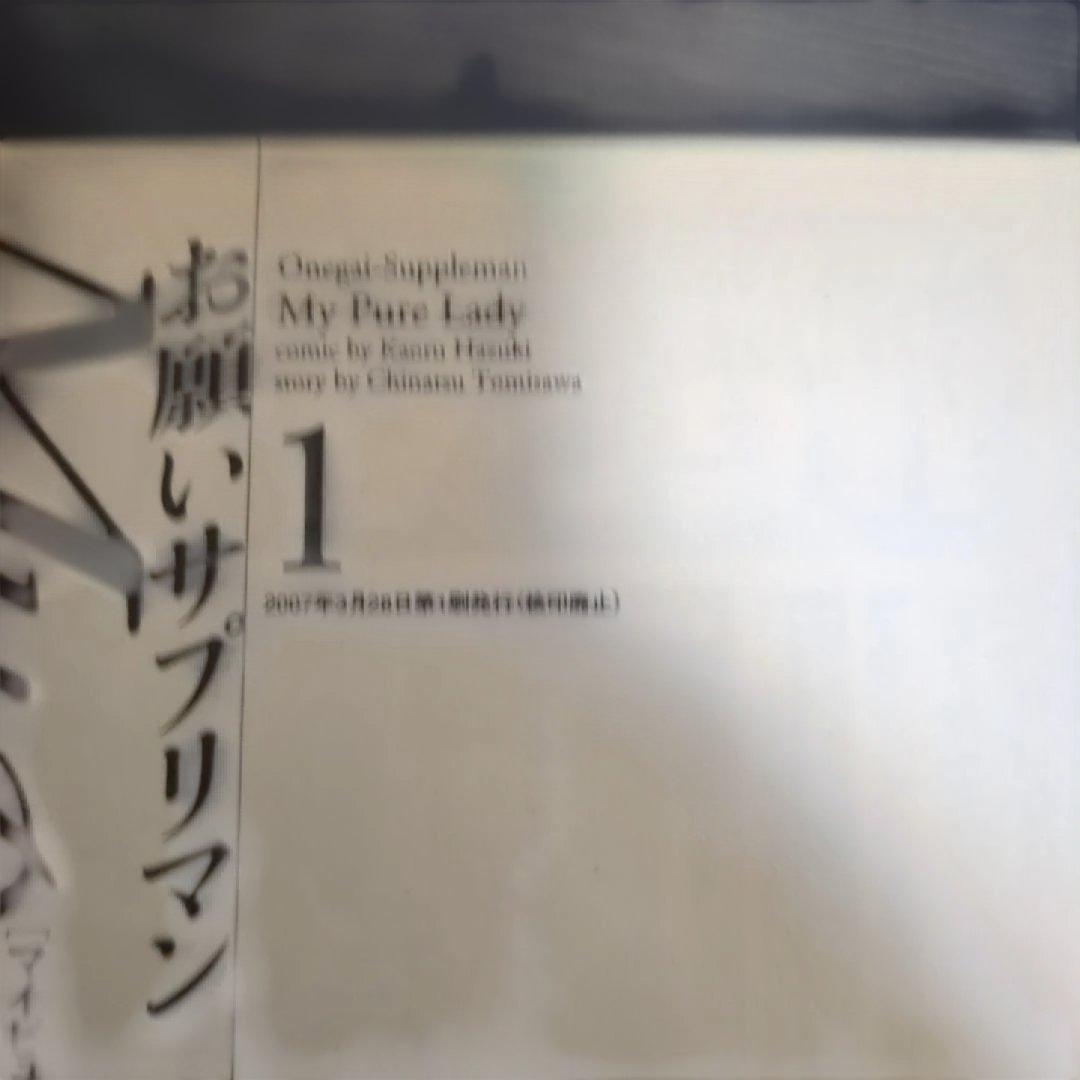 お願いサプリマン
Onegai-Suppleman
My Pure Lady
comic by Kaoru Hazuki
story by Chinatsu Tomisawa
1
2007年3月28日第1刷発行(検印廃止)